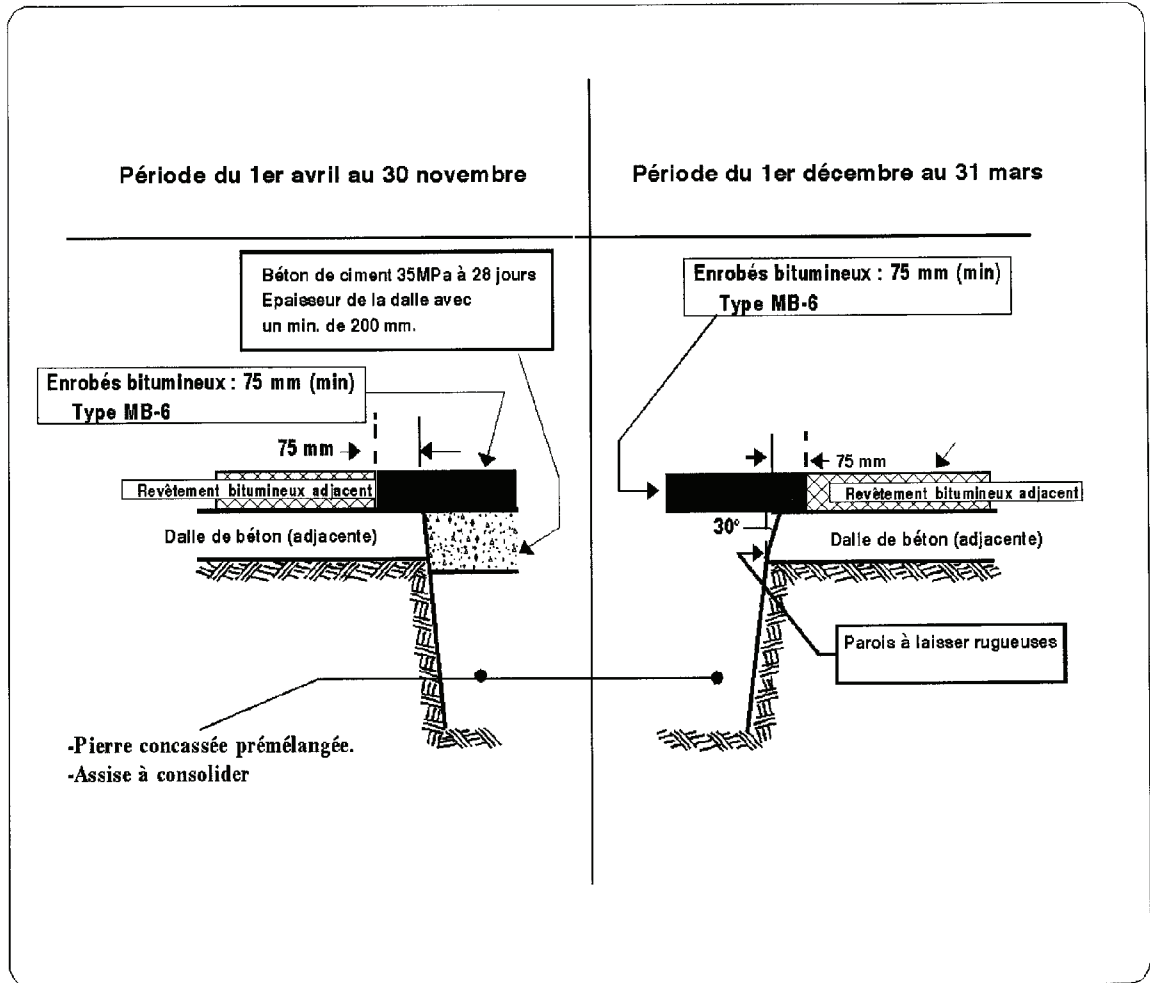 Période du 1er avril au 30 novembre
Période du 1er décembre au 31 mars
Béton de ciment 35MPa à 28 jours
Epaisseur de la dalle avec
un min. de 200 mm.
Enrobés bitumineux : 75 mm (min)
Type MB-6
75 mm
Revêtement bitumineux adjacent
Dalle de béton (adjacente)
-Pierre concassée prémélangée.
-Assise à consolider
Enrobés bitumineux : 75 mm (min)
Type MB-6
75 mm
Revêtement bitumineux adjacent
30°
Dalle de béton (adjacente)
Parois à laisser rugueuses